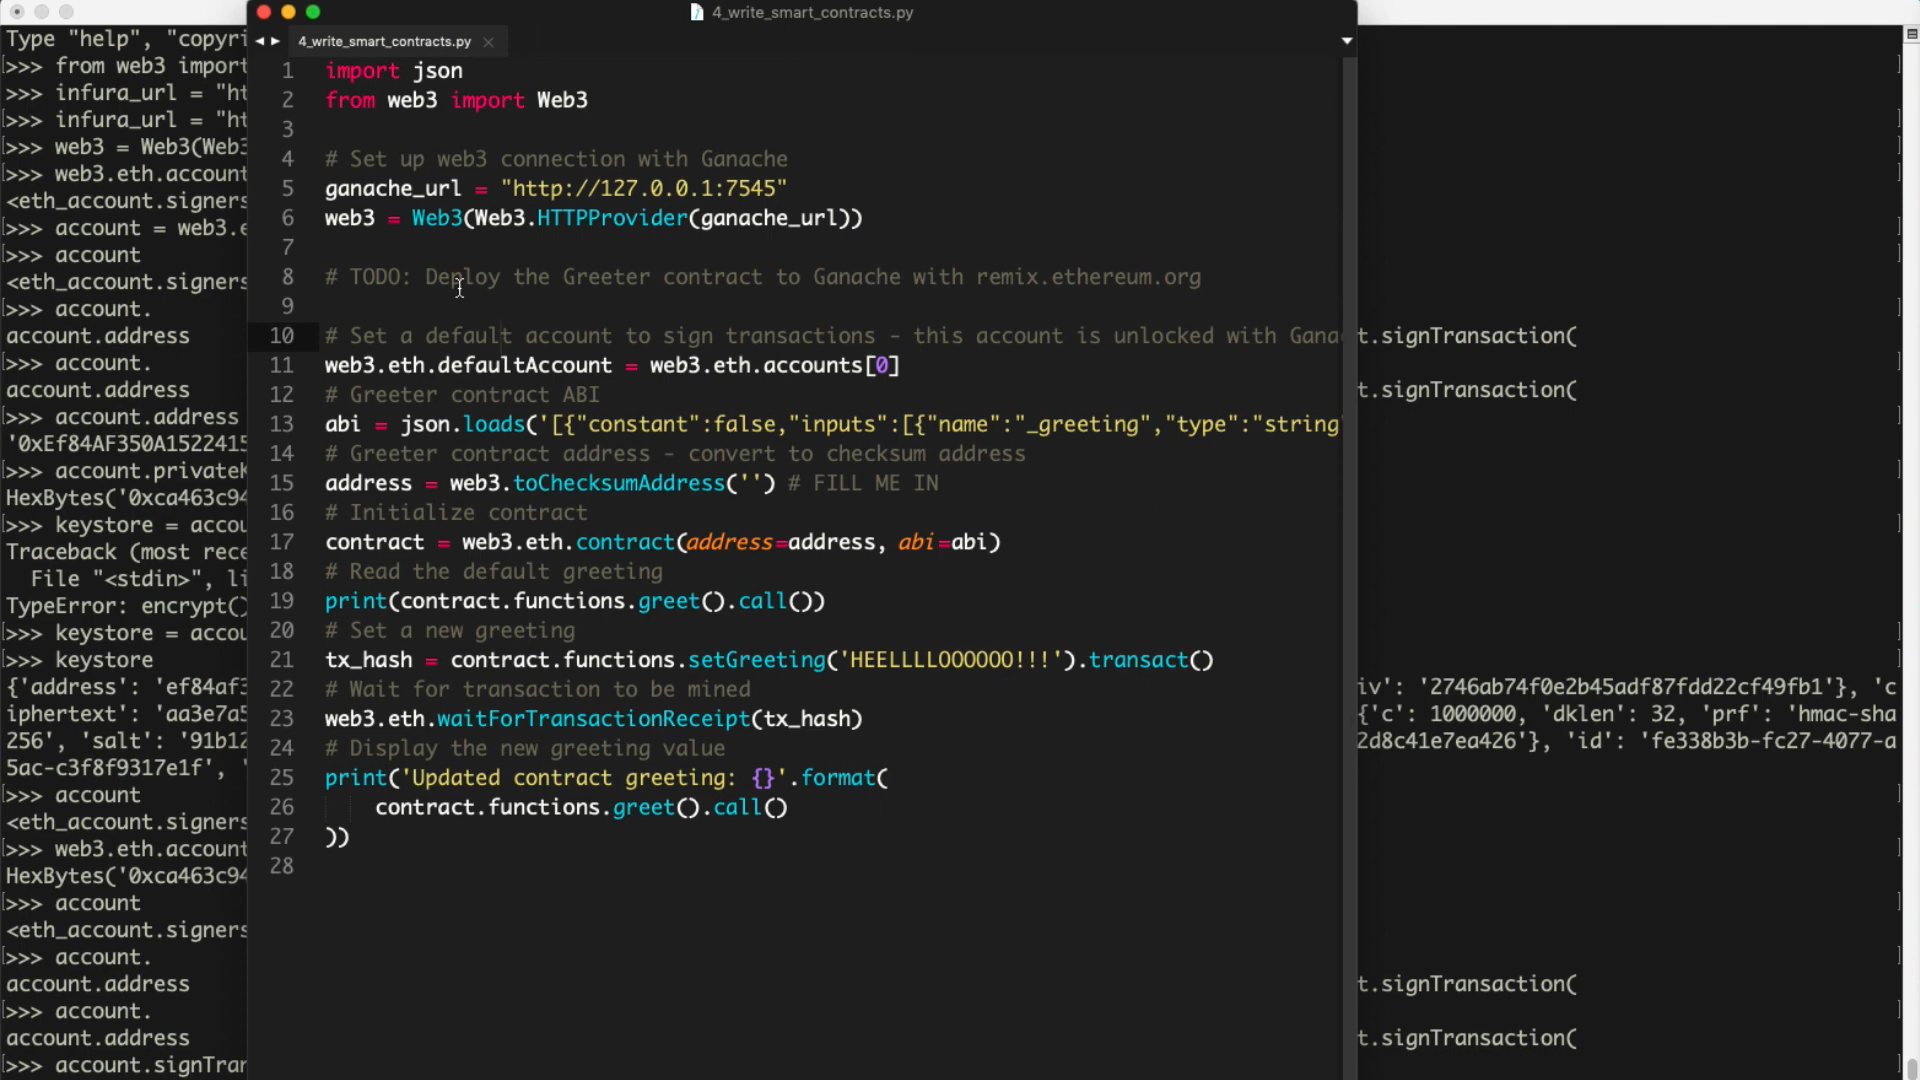 4_write_smart_contracts.py
4_write_smart_contracts.py
1 import json
2 from web3 import Web3
3
4 # Set up web3 connection with Ganache
5 ganache_url = "http://127.0.0.1:7545"
6 web3 = Web3(Web3.HTTPProvider(ganache_url))
7
8 # TODO: Deploy the Greeter contract to Ganache with remix.ethereum.org
9
10 # Set a default account to sign transactions - this account is unlocked with Gana
11 web3.eth.defaultAccount = web3.eth.accounts[0]
12 # Greeter contract ABI
13 abi = json.loads('[{"constant":false,"inputs":[{"name":"_greeting","type":"string
14 # Greeter contract address - convert to checksum address
15 address = web3.toChecksumAddress('') # FILL ME IN
16 # Initialize contract
17 contract = web3.eth.contract(address=address, abi=abi)
18 # Read the default greeting
19 print(contract.functions.greet().call())
20 # Set a new greeting
21 tx_hash = contract.functions.setGreeting('HEELLLLOOOOOO!!!').transact()
22 # Wait for transaction to be mined
23 web3.eth.waitForTransactionReceipt(tx_hash)
24 # Display the new greeting value
25 print('Updated contract greeting: {}'.format(
26 contract.functions.greet().call()
27 ))
28
Type "help", "copyri
>>> from web3 import
>>> infura_url = "ht
>>> infura_url = "ht
>>> web3 = Web3(Web3
>>> web3.eth.account
<eth_account.signers
>>> account = web3.e
>>> account
<eth_account.signers
>>> account.
account.address
>>> account.
account.address
>>> account.address
'0xEf84AF350A1522415
>>> account.privateK
HexBytes('0xca463c94
>>> keystore = accou
Traceback (most rece
File "<stdin>", li
TypeError: encrypt()
>>> keystore = accou
>>> keystore
{'address': 'ef84af3
iphertext': 'aa3e7a5
256', 'salt': '91b12
5ac-c3f8f9317e1f', '
>>> account
<eth_account.signers
>>> web3.eth.account
HexBytes('0xca463c94
>>> account
<eth_account.signers
>>> account.
account.address
>>> account.
account.address
>>> account.signTran
t.signTransaction(
t.signTransaction(
iv': '2746ab74f0e2b45adf87fdd22cf49fb1'}, 'c
{'c': 1000000, 'dklen': 32, 'prf': 'hmac-sha
2d8c41e7ea426'}, 'id': 'fe338b3b-fc27-4077-a
t.signTransaction(
t.signTransaction(